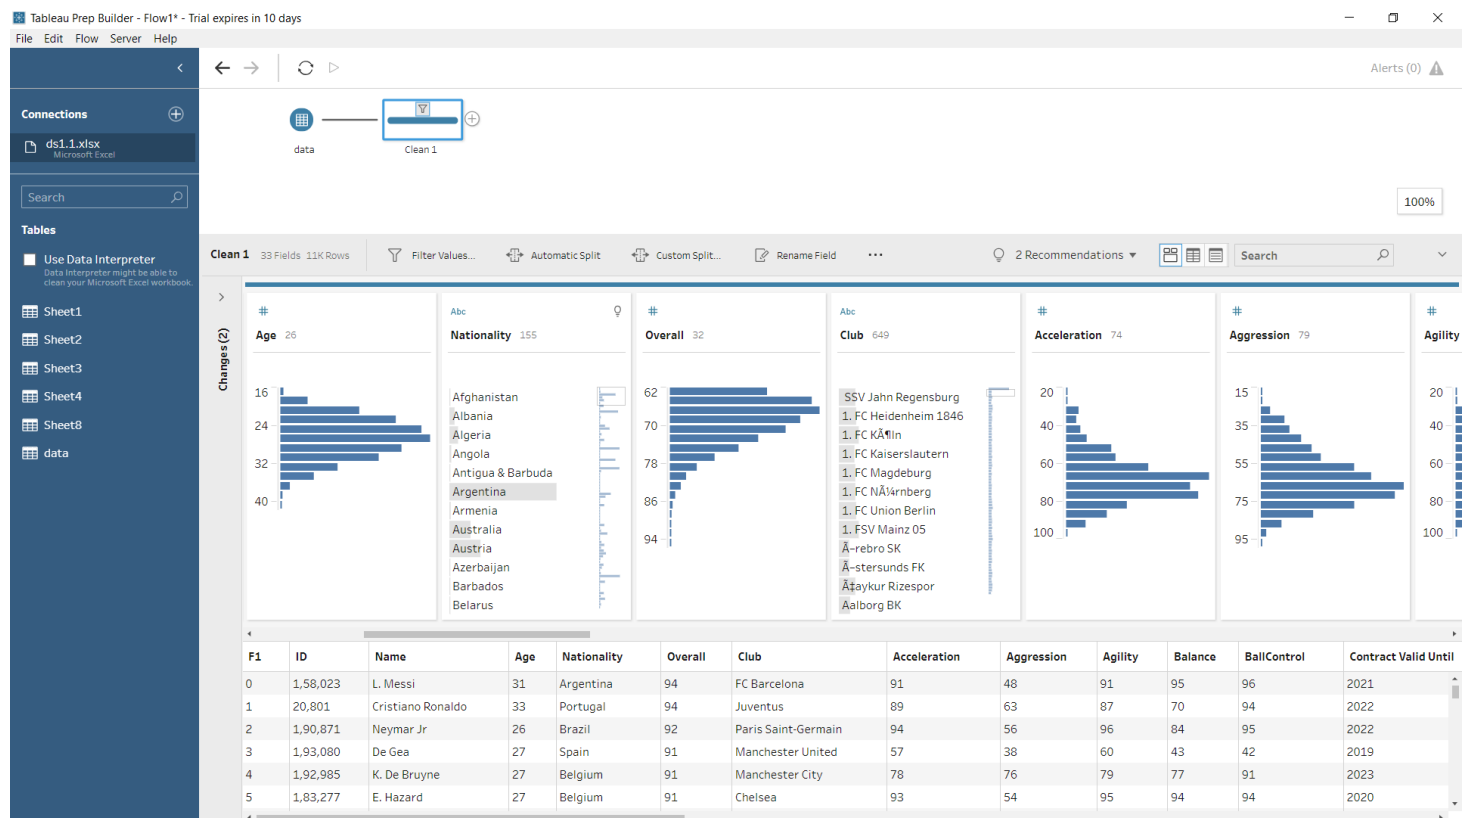 Tableau Prep Builder - Flow1* - Trial expires in 10 days
File Edit Flow Server Help
Alerts (0)
Connections
ds1.1.xlsx
Microsoft Excel
data
Clean 1
Search
100%
Tables
Use Data Interpreter
Data Interpreter might be able to
clean your Microsoft Excel workbook.
Sheet1
Sheet2
Sheet3
Sheet4
Sheet8
data
Clean 1 33 Fields 11K Rows Filter Values... Automatic Split Custom Split... Rename Field ... 2 Recommendations Search
Changes (2)
#
Age 26
16
24
32
40
Abc
Nationality 155
Afghanistan
Albania
Algeria
Angola
Antigua & Barbuda
Argentina
Armenia
Australia
Austria
Azerbaijan
Barbados
Belarus
#
Overall 32
62
70
78
86
94
Abc
Club 649
SSV Jahn Regensburg
1. FC Heidenheim 1846
1. FC KÃ¶ln
1. FC Kaiserslautern
1. FC Magdeburg
1. FC NÃ¼rnberg
1. FC Union Berlin
1. FSV Mainz 05
Ã–rebro SK
Ã–stersunds FK
Ã‡aykur Rizespor
Aalborg BK
#
Acceleration 74
20
40
60
80
100
#
Aggression 79
15
35
55
75
95
#
Agility
20
40
60
80
100
F1 ID Name Age Nationality Overall Club Acceleration Aggression Agility Balance BallControl Contract Valid Until
0 1,58,023 L. Messi 31 Argentina 94 FC Barcelona 91 48 91 95 96 2021
1 20,801 Cristiano Ronaldo 33 Portugal 94 Juventus 89 63 87 70 94 2022
2 1,90,871 Neymar Jr 26 Brazil 92 Paris Saint-Germain 94 56 96 84 95 2022
3 1,93,080 De Gea 27 Spain 91 Manchester United 57 38 60 43 42 2019
4 1,92,985 K. De Bruyne 27 Belgium 91 Manchester City 78 76 79 77 91 2023
5 1,83,277 E. Hazard 27 Belgium 91 Chelsea 93 54 95 94 94 2020